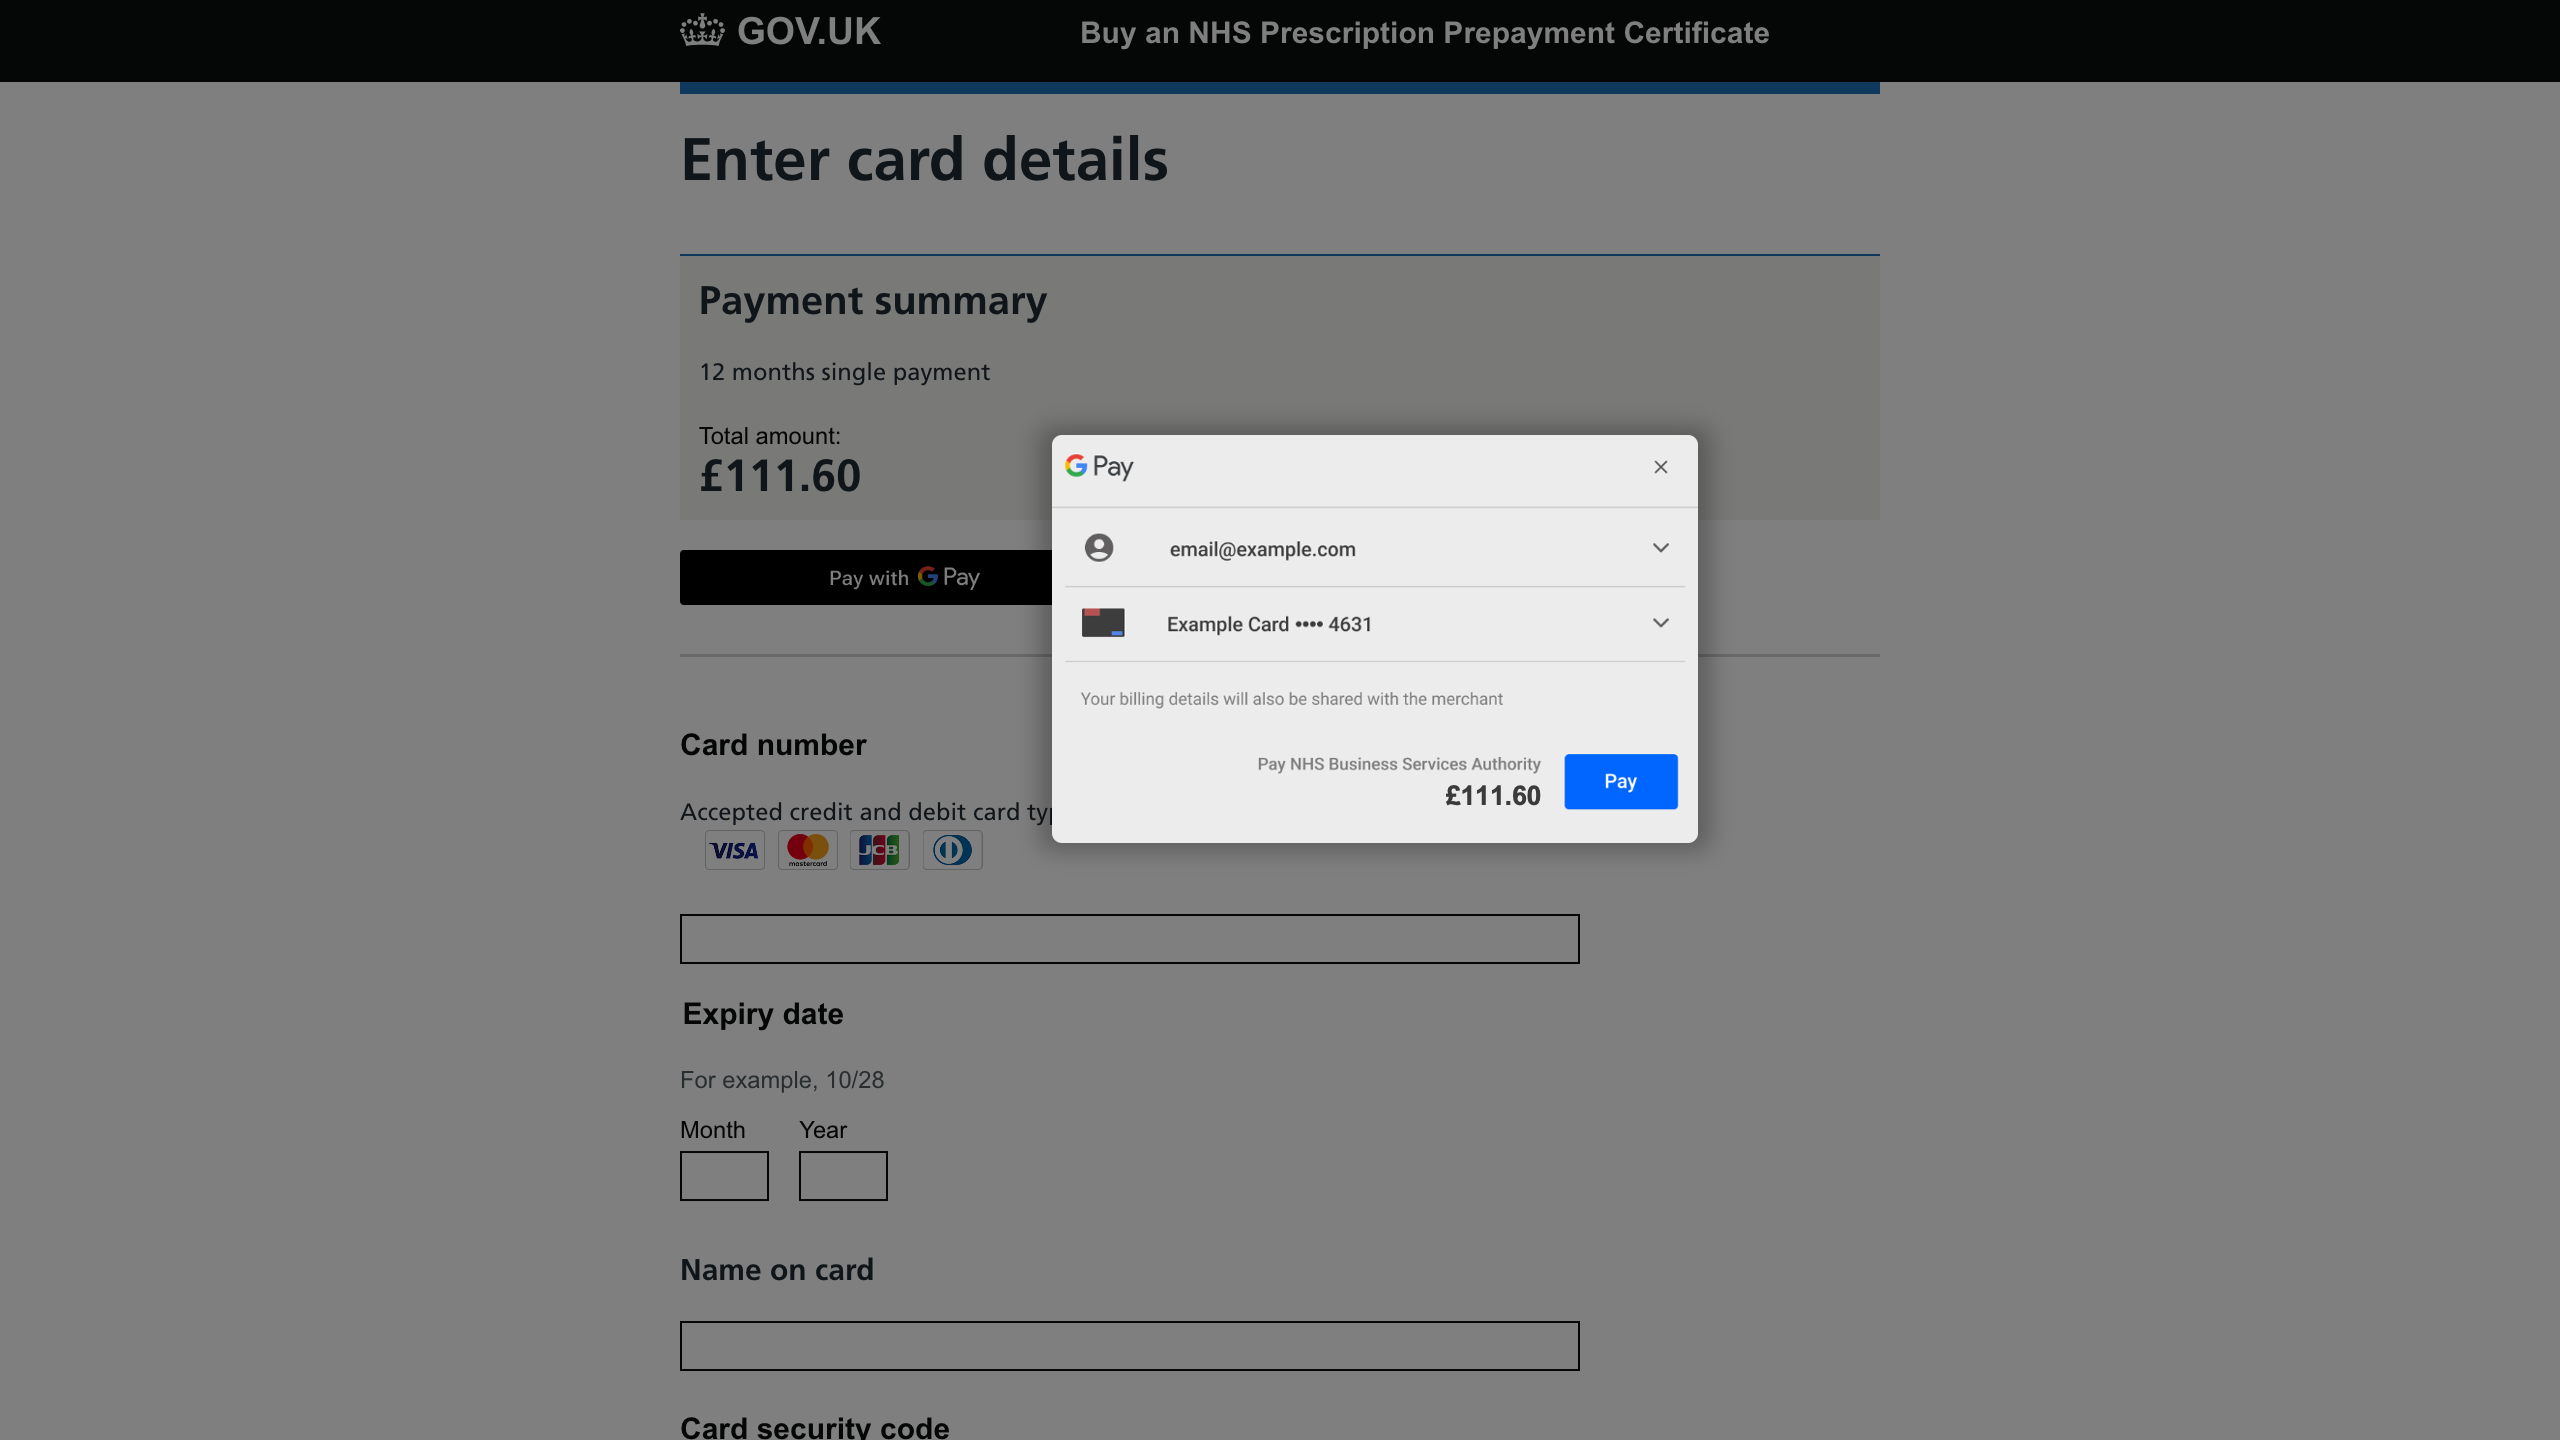 GOV.UK
Buy an NHS Prescription Prepayment Certificate
Enter card details
Payment summary
12 months single payment
Total amount:
£111.60
Pay with G Pay
G Pay
email@example.com
Example Card •••• 4631
Your billing details will also be shared with the merchant
Pay NHS Business Services Authority
£111.60
Pay
Card number
Accepted credit and debit card
VISA
mastercard
JCB
Expiry date
For example, 10/28
Month
Year
Name on card
Card security code